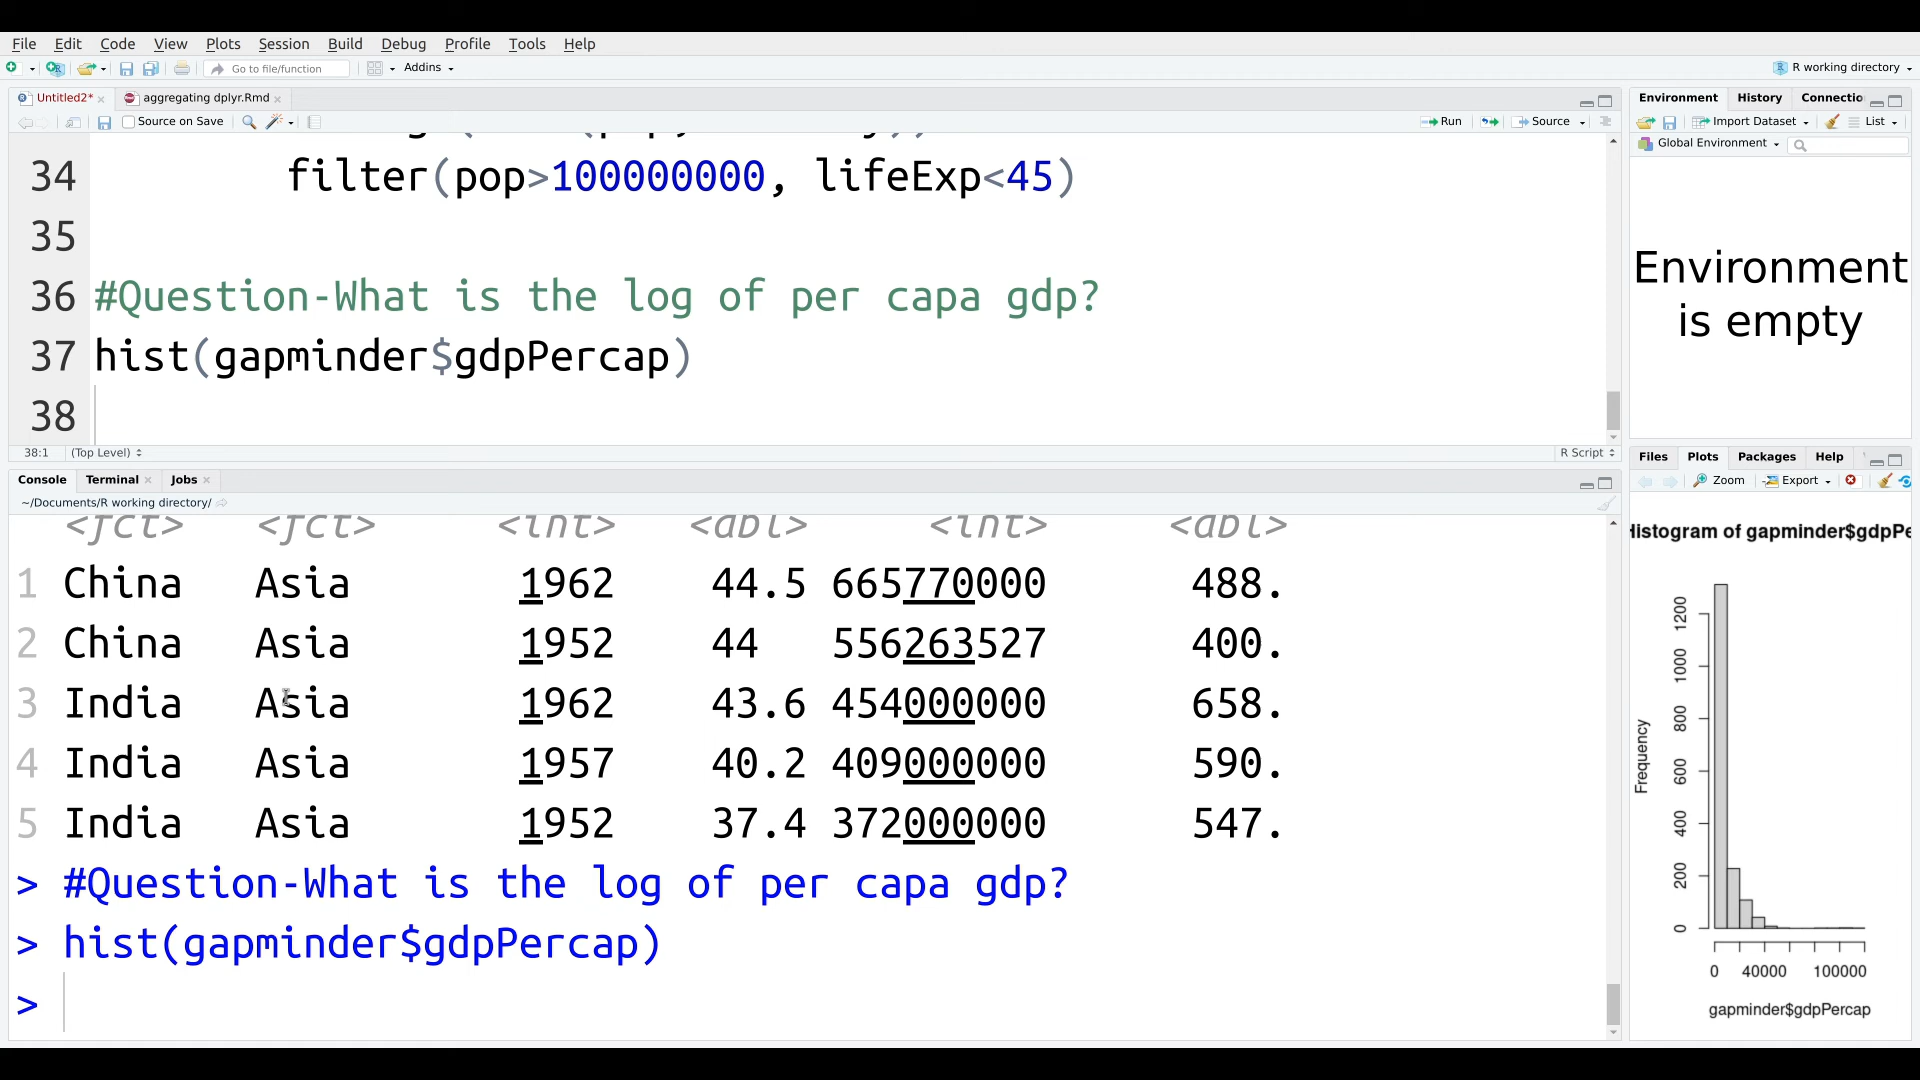 File Edit Code View Plots Session Build Debug Profile Tools Help
Go to file/function Addins R working directory
Untitled2* aggregating dplyr.Rmd
Source on Save Run Source
34 filter(pop>100000000, lifeExp<45)
35
36 #Question-What is the log of per capa gdp?
37 hist(gapminder$gdpPercap)
38
38:1 (Top Level) R Script
Console Terminal Jobs
~/Documents/R working directory/
<fct> <fct> <int> <dbl> <int> <dbl>
1 China Asia 1962 44.5 665770000 488.
2 China Asia 1952 44 556263527 400.
3 India Asia 1962 43.6 454000000 658.
4 India Asia 1957 40.2 409000000 590.
5 India Asia 1952 37.4 372000000 547.
> #Question-What is the log of per capa gdp?
> hist(gapminder$gdpPercap)
>
Environment History Connectio
Import Dataset List
Global Environment
Environment
is empty
Files Plots Packages Help
Zoom Export
Histogram of gapminder$gdpPe
Frequency
0 200 400 600 800 1000 1200
0 40000 100000
gapminder$gdpPercap